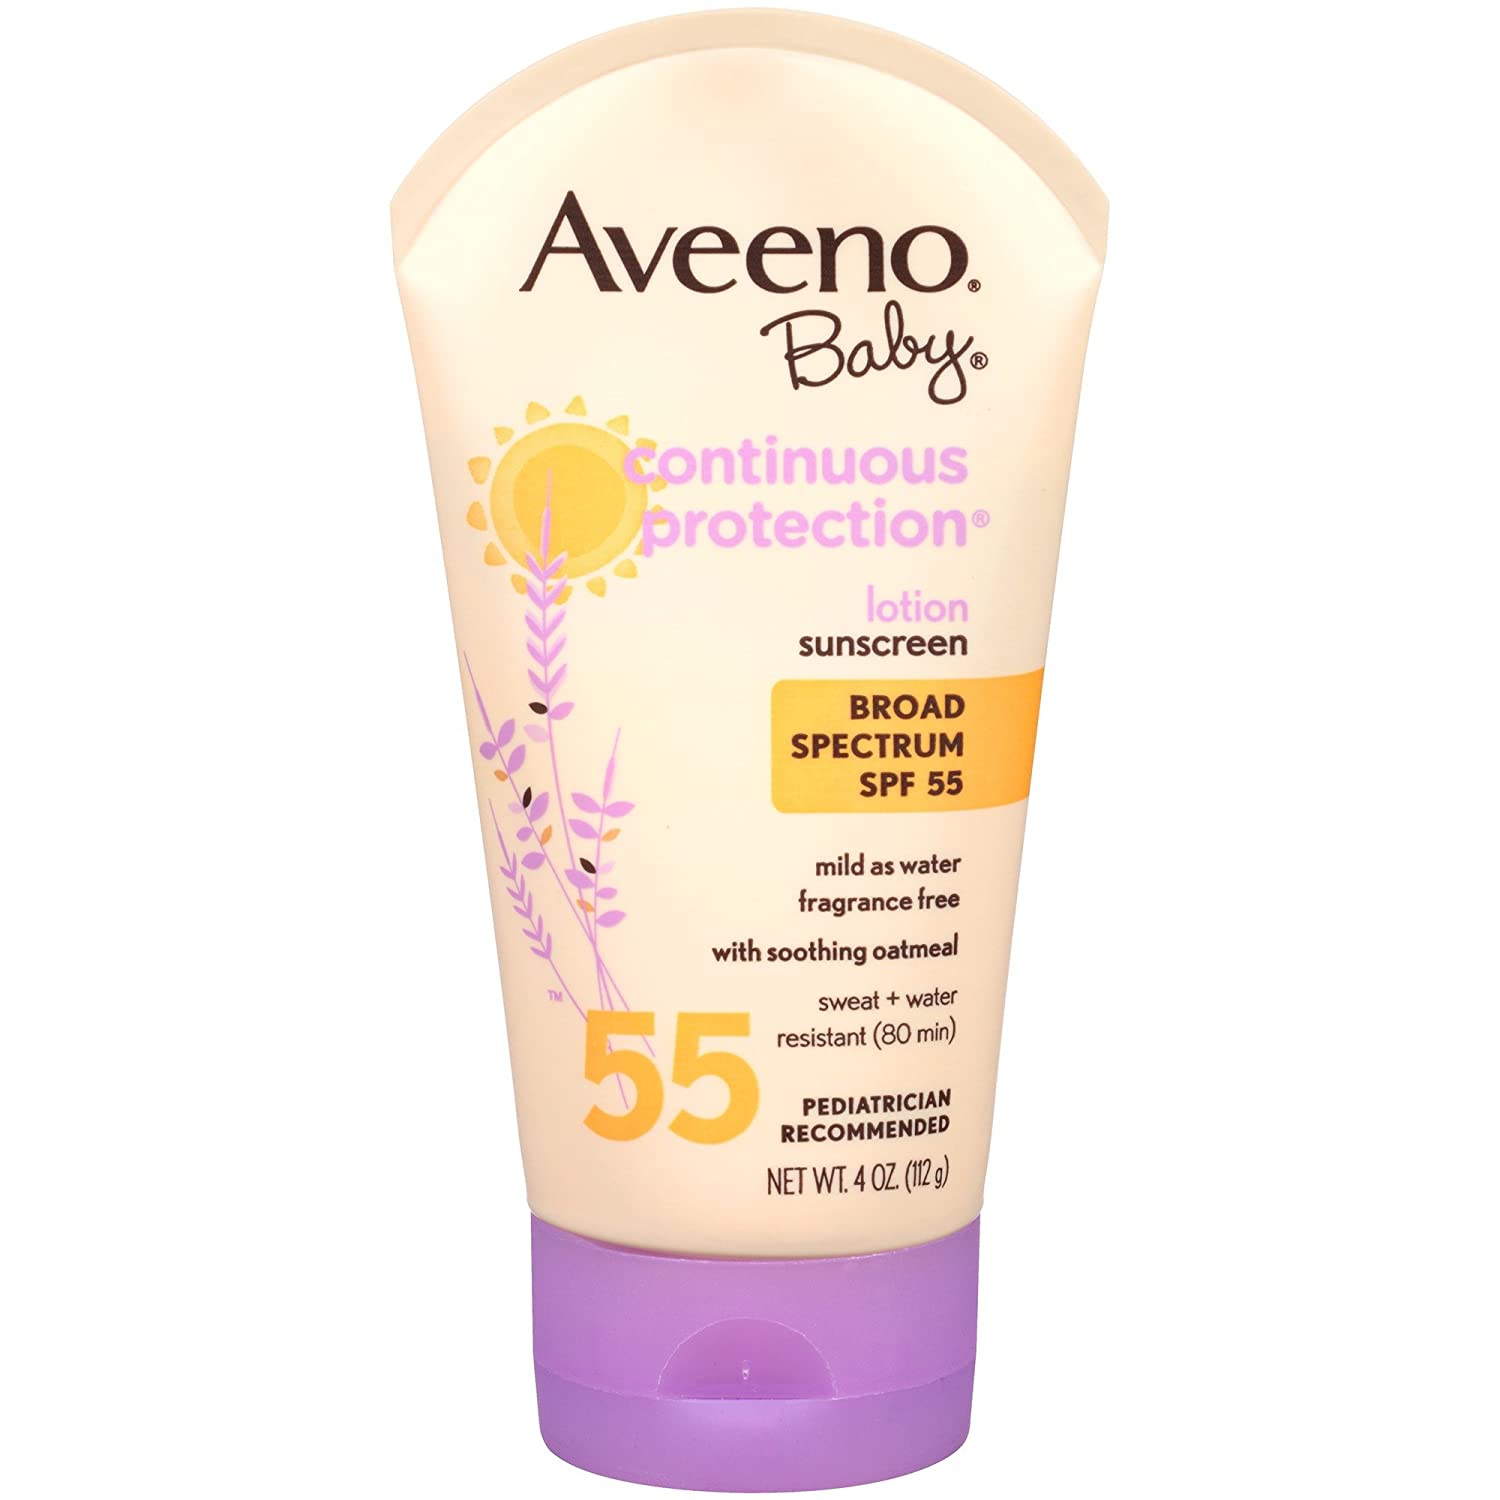 Aveeno®
Baby®
continuous
protection®
lotion
sunscreen
BROAD
SPECTRUM
SPF 55
mild as water
fragrance free
with soothing oatmeal
sweat + water
resistant (80 min)
TM
55
PEDIATRICIAN
RECOMMENDED
NET WT. 4 OZ. (112 g)